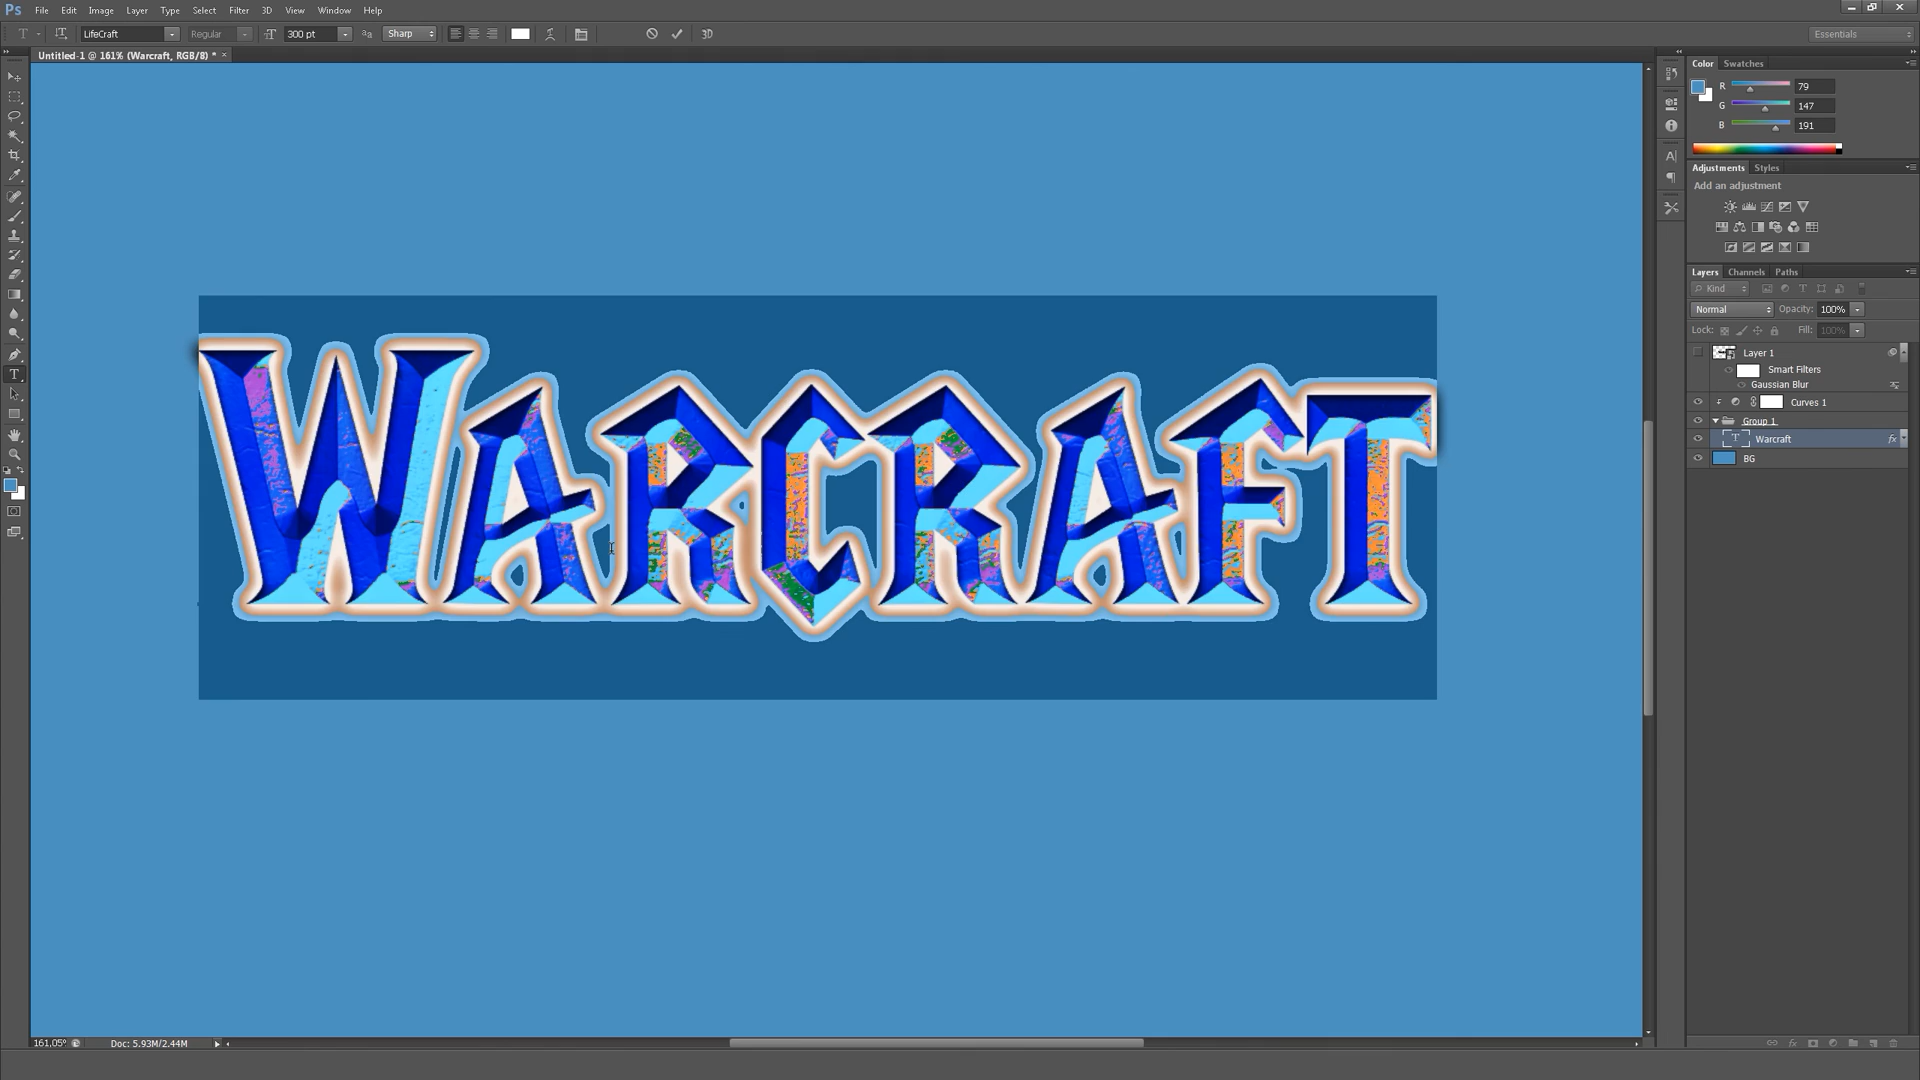 Ps File Edit Image Layer Type Select Filter 3D View Window Help
T LifeCraft Regular 300 pt Sharp 3D Essentials
Untitled-1 @ 161% (Warcraft, RGB/8) *
WARCRAFT
161,05% Doc: 5.93M/2.44M
Color Swatches
R 79
G 147
B 191
Adjustments Styles
Add an adjustment
Layers Channels Paths
Kind
Normal Opacity: 100%
Lock: Fill: 100%
Layer 1
Smart Filters
Gaussian Blur
Curves 1
Group 1
T Warcraft fx
BG